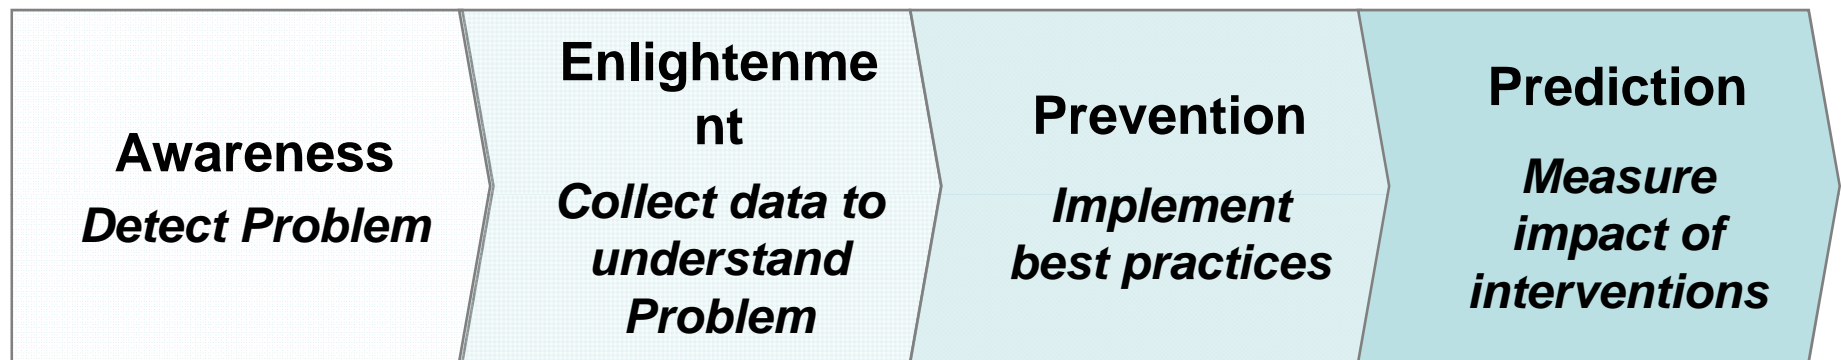 Awareness
Detect Problem
Enlightenme
nt
Collect data to
understand
Problem
Prevention
Implement
best practices
Prediction
Measure
impact of
interventions